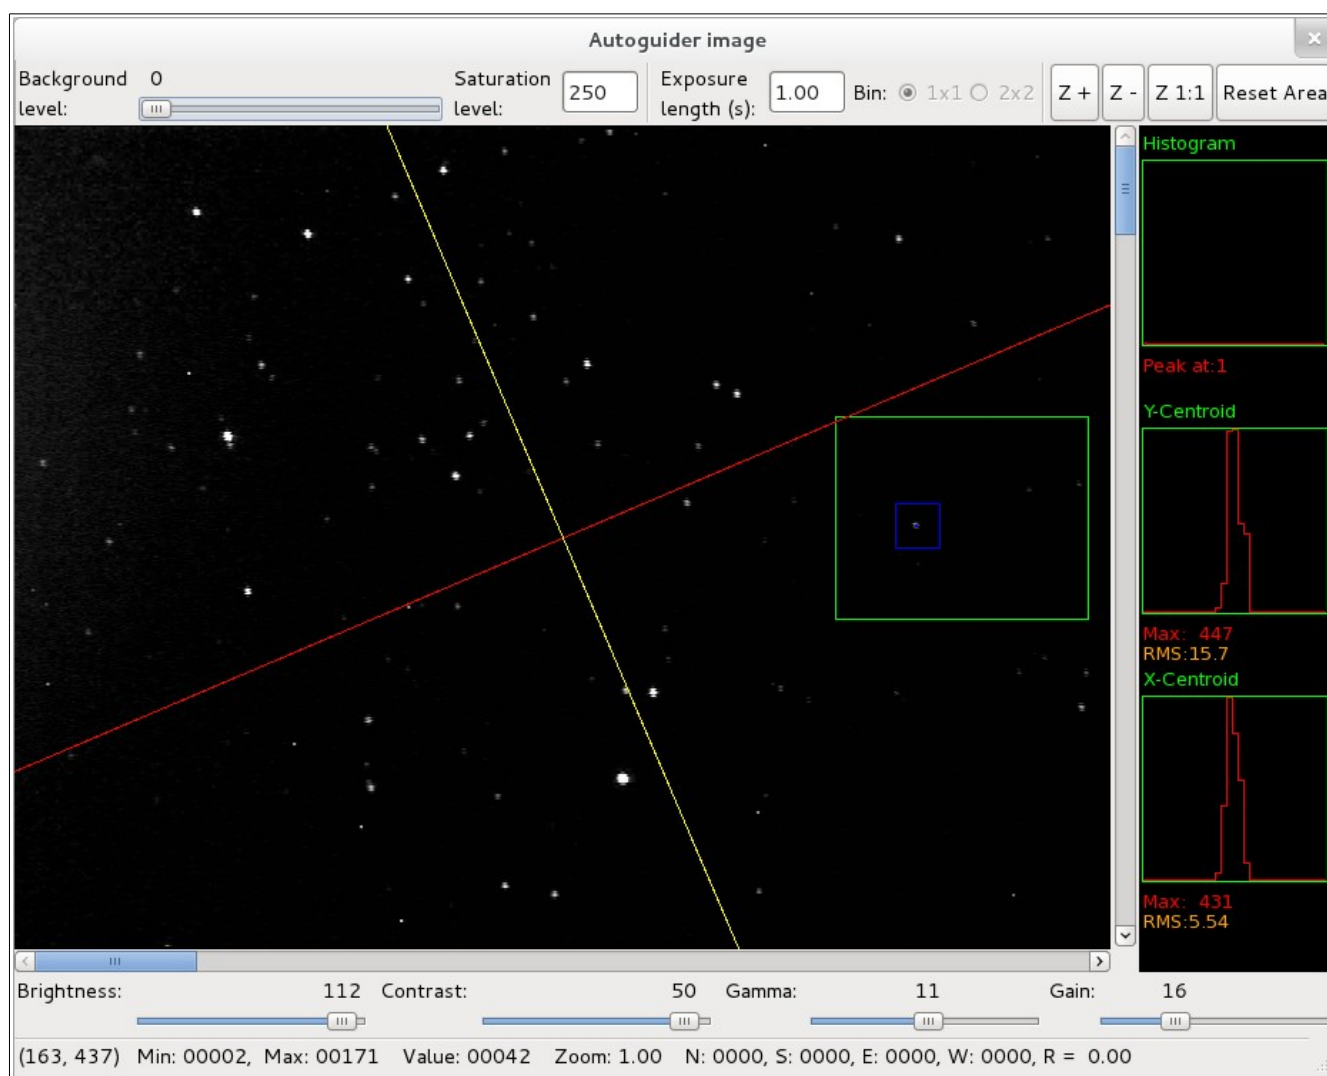 Autoguider image
Background level: 0
Saturation level: 250
Exposure length (s): 1.00
Bin: 1x1 2x2
Z + Z - Z 1:1 Reset Area
Histogram
Peak at:1
Y-Centroid
Max: 447
RMS:15.7
X-Centroid
Max: 431
RMS:5.54
Brightness: 112 Contrast: 50 Gamma: 11 Gain: 16
(163, 437) Min: 00002, Max: 00171 Value: 00042 Zoom: 1.00 N: 0000, S: 0000, E: 0000, W: 0000, R = 0.00